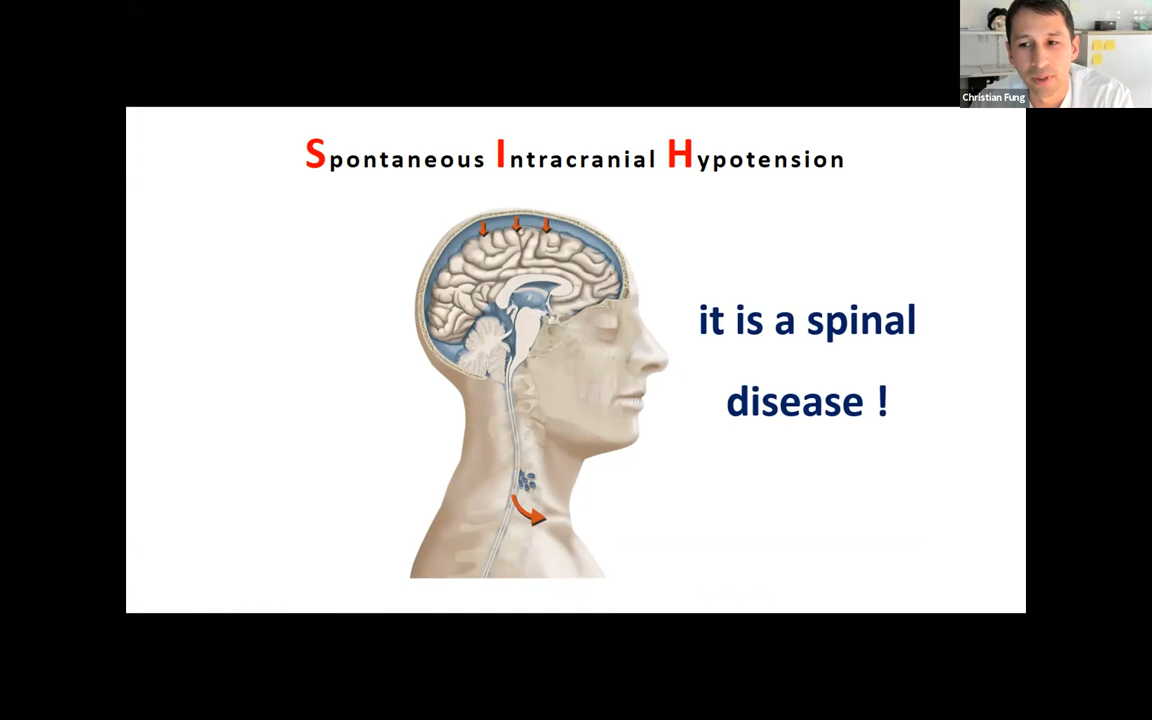 Christian Fung
Spontaneous Intracranial Hypotension
it is a spinal
disease !